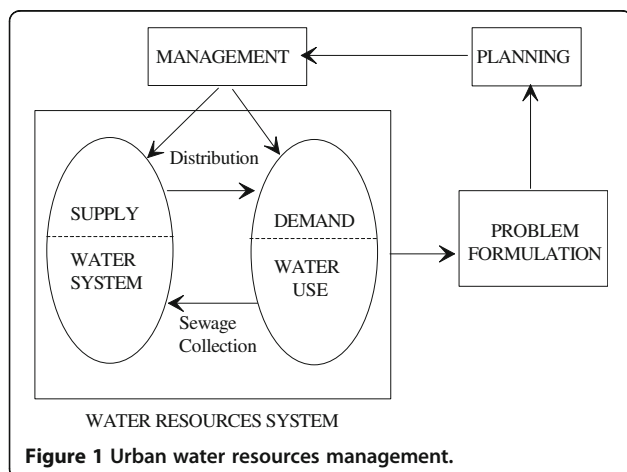 MANAGEMENT
PLANNING
Distribution
SUPPLY
WATER
SYSTEM
DEMAND
WATER
USE
Sewage
Collection
PROBLEM
FORMULATION
WATER RESOURCES SYSTEM
Figure 1 Urban water resources management.